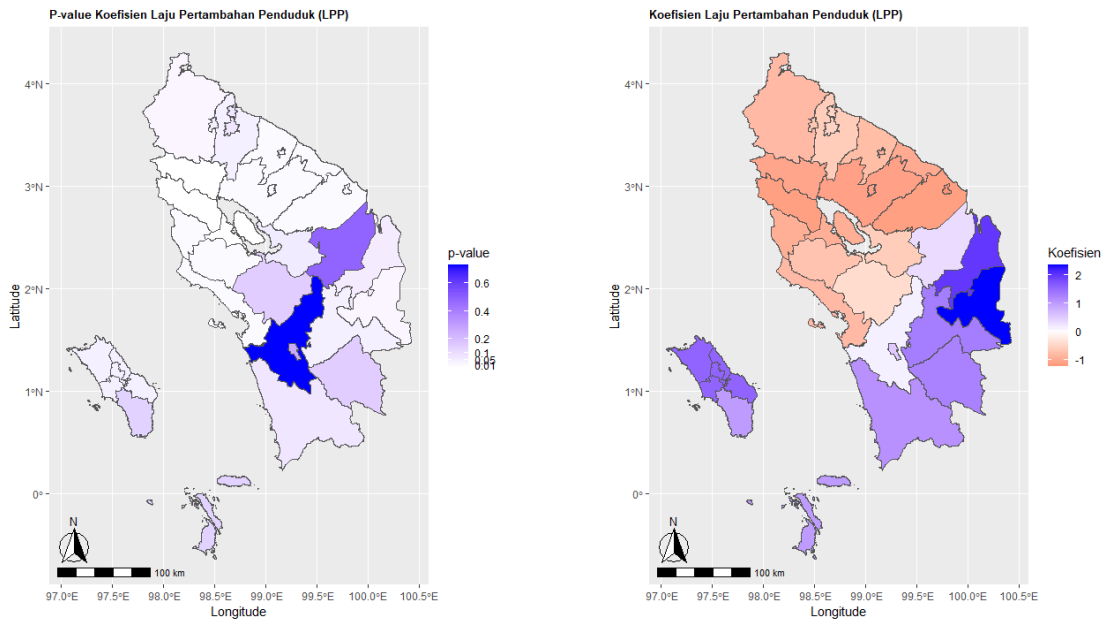 P-value Koefisien Laju Pertambahan Penduduk (LPP)
4°N
3°N
2°N
1°N
0°
Latitude
N
100 km
97.0°E 97.5°E 98.0°E 98.5°E 99.0°E 99.5°E 100.0°E 100.5°E
Longitude
p-value
0.6
0.4
0.2
0.1
0.05
0.01
Koefisien Laju Pertambahan Penduduk (LPP)
4°N
3°N
2°N
1°N
0°
Latitude
N
100 km
97.0°E 97.5°E 98.0°E 98.5°E 99.0°E 99.5°E 100.0°E 100.5°E
Longitude
Koefisien
2
1
0
-1